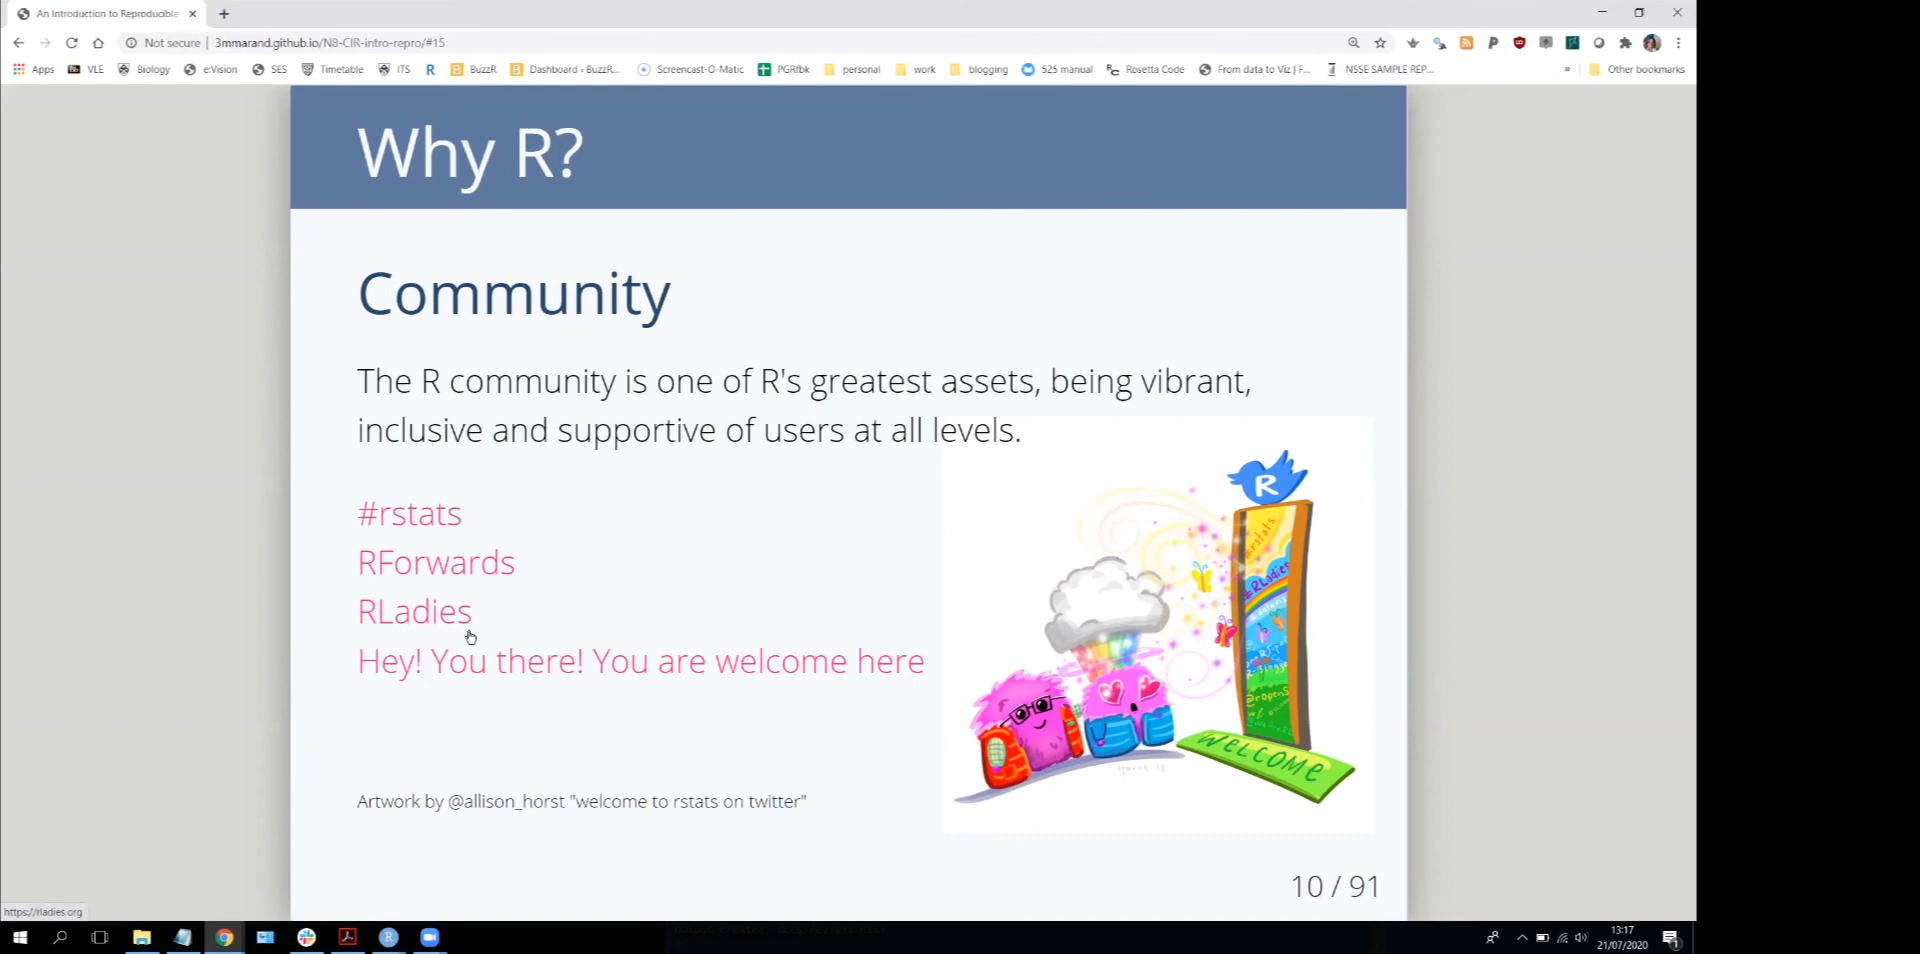 An Introduction to Reproducible
Not secure | 3mmarand.github.io/N8-CIR-intro-repro/#15
Apps VLE Biology e:Vision SES Timetable ITS BuzzR Dashboard ‹ BuzzR... Screencast-O-Matic PGRfbk personal work blogging 525 manual Rosetta Code From data to Viz | F... NSSE SAMPLE REP... » Other bookmarks
Why R?
Community
The R community is one of R's greatest assets, being vibrant,
inclusive and supportive of users at all levels.
#rstats
RForwards
RLadies
Hey! You there! You are welcome here
R
#rstats
#RLadies
WELCOME
Artwork by @allison_horst "welcome to rstats on twitter"
10 / 91
https://rladies.org
13:17
21/07/2020